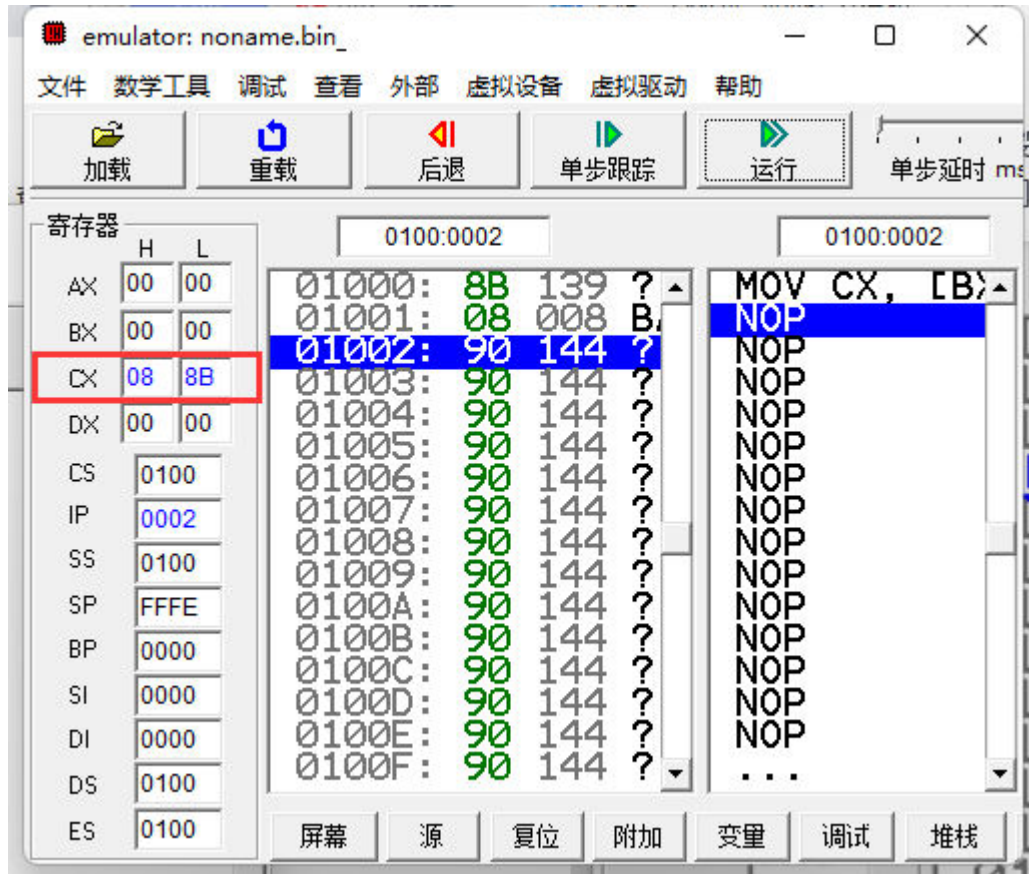 emulator: noname.bin_
文件 数学工具 调试 查看 外部 虚拟设备 虚拟驱动 帮助
加载 重载 后退 单步跟踪 运行 单步延时 ms
寄存器 0100:0002 0100:0002
H L
AX 00 00
BX 00 00
CX 08 8B
DX 00 00
CS 0100
IP 0002
SS 0100
SP FFFE
BP 0000
SI 0000
DI 0000
DS 0100
ES 0100
01000: 8B 139 ?
01001: 08 008
01002: 90 144 ?
01003: 90 144 ?
01004: 90 144 ?
01005: 90 144 ?
01006: 90 144 ?
01007: 90 144 ?
01008: 90 144 ?
01009: 90 144 ?
0100A: 90 144 ?
0100B: 90 144 ?
0100C: 90 144 ?
0100D: 90 144 ?
0100E: 90 144 ?
0100F: 90 144 ?
MOV CX, [BX
NOP
NOP
NOP
NOP
NOP
NOP
NOP
NOP
NOP
NOP
NOP
NOP
NOP
NOP
...
屏幕 源 复位 附加 变量 调试 堆栈